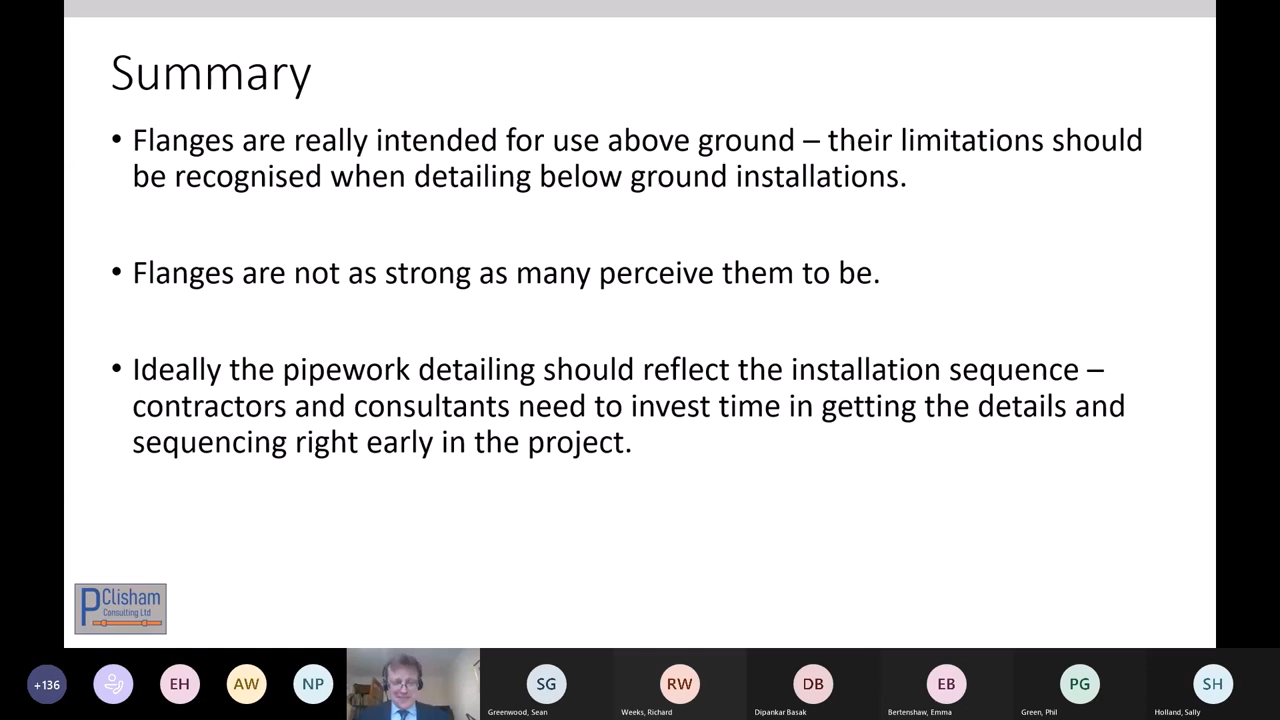 Summary
• Flanges are really intended for use above ground – their limitations should
be recognised when detailing below ground installations.
• Flanges are not as strong as many perceive them to be.
• Ideally the pipework detailing should reflect the installation sequence –
contractors and consultants need to invest time in getting the details and
sequencing right early in the project.
PClisham
Consulting Ltd
+136
EH
AW
NP
SG
RW
DB
EB
PG
SH
Greenwood, Sean
Weeks, Richard
Dipankar Basak
Bertenshaw, Emma
Green, Phil
Holland, Sally